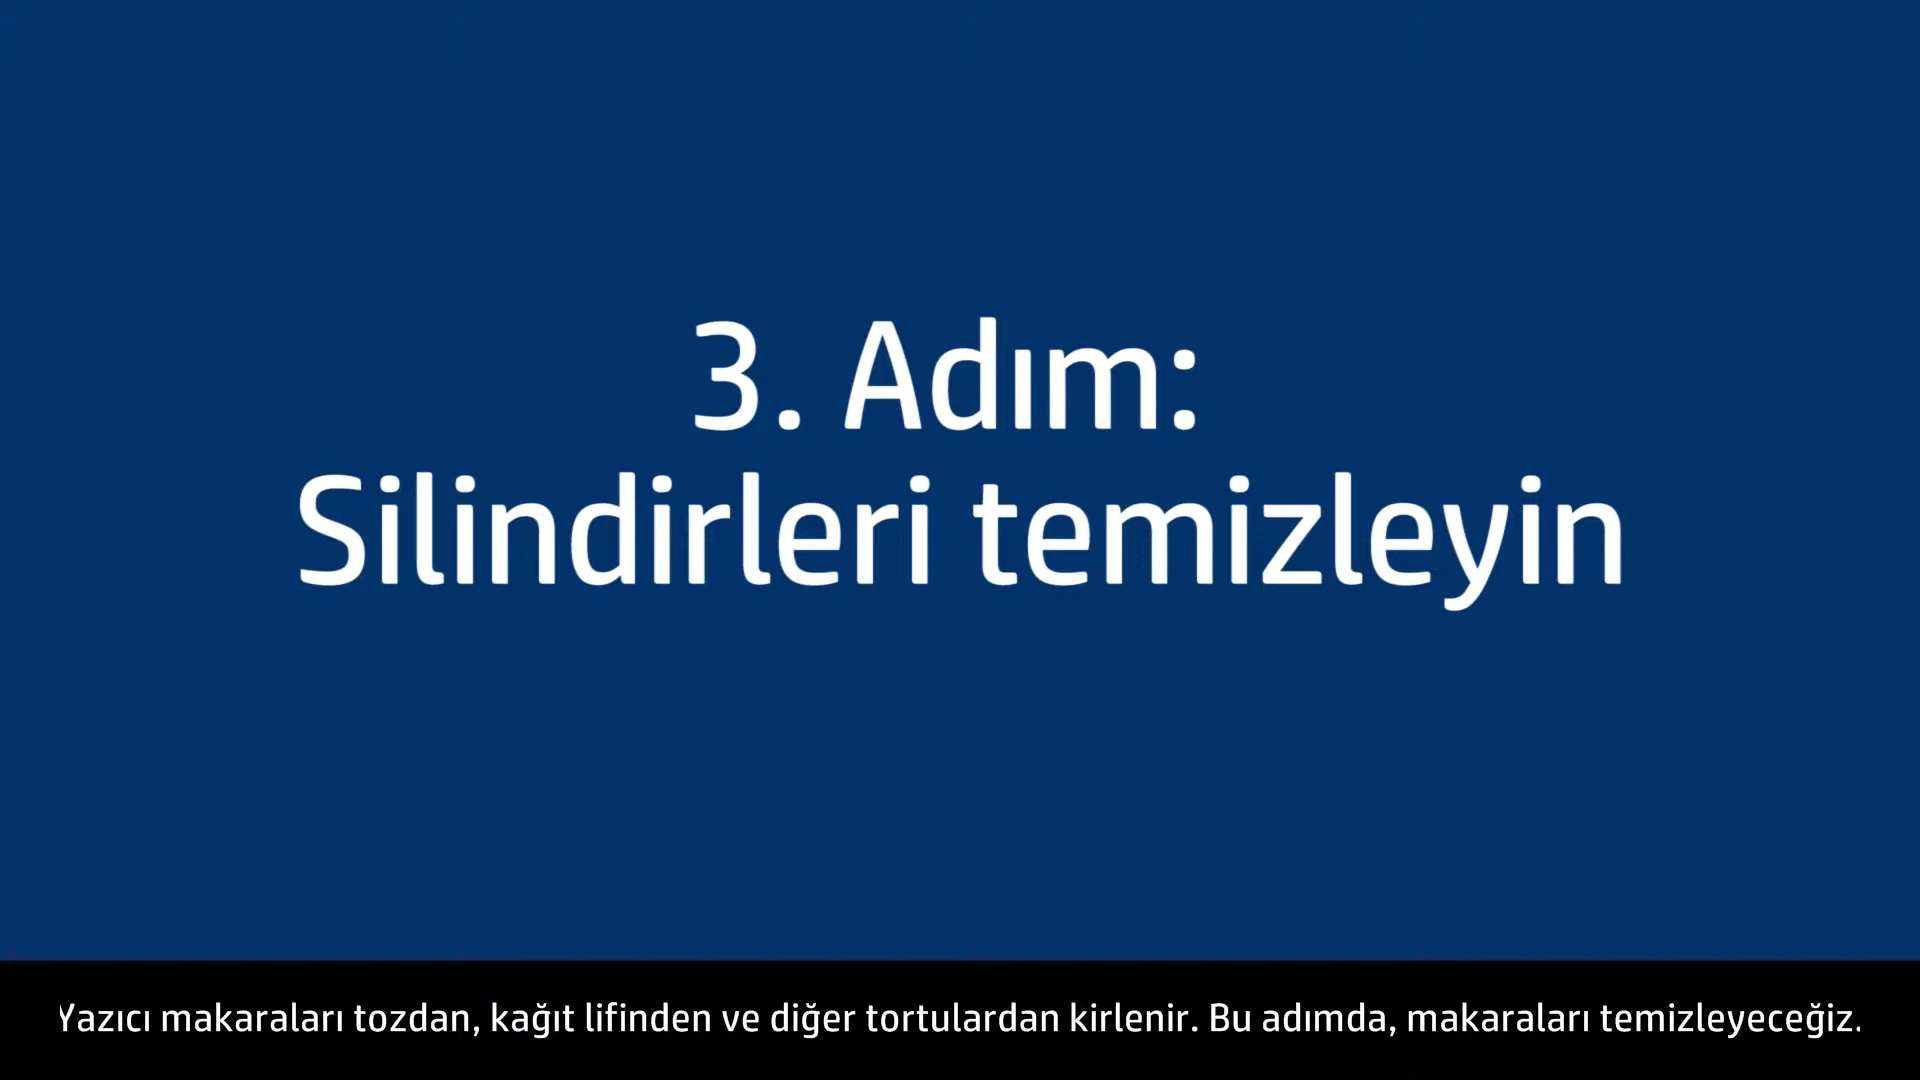 3. Adım:
Silindirleri temizleyin
Yazıcı makaraları tozdan, kağıt lifinden ve diğer tortulardan kirlenir. Bu adımda, makaraları temizleyeceğiz.